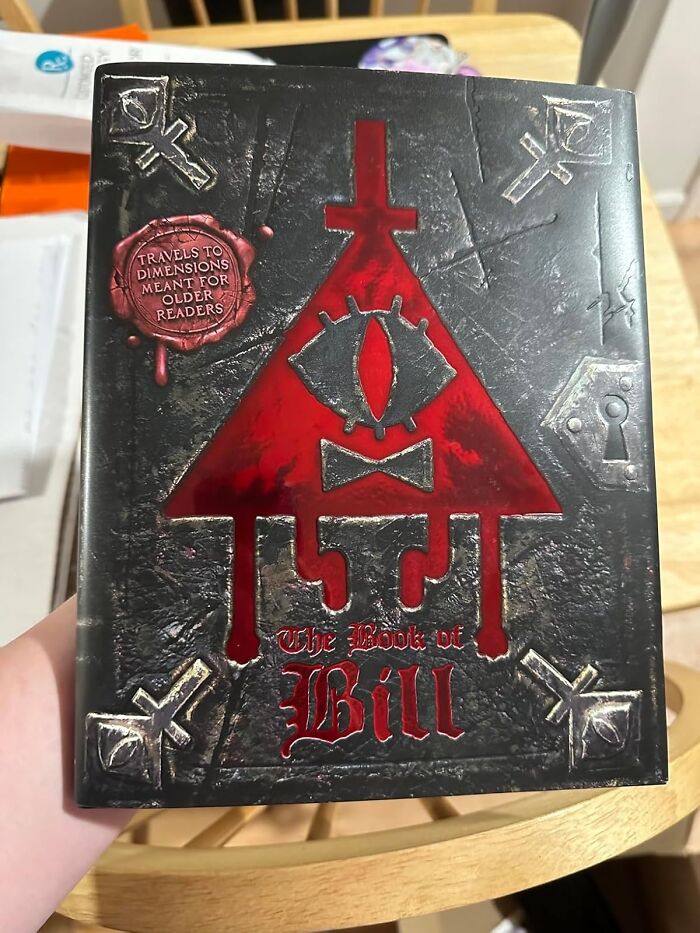 TRAVELS TO
DIMENSIONS
MEANT FOR
OLDER
READERS
The Book of
Bill